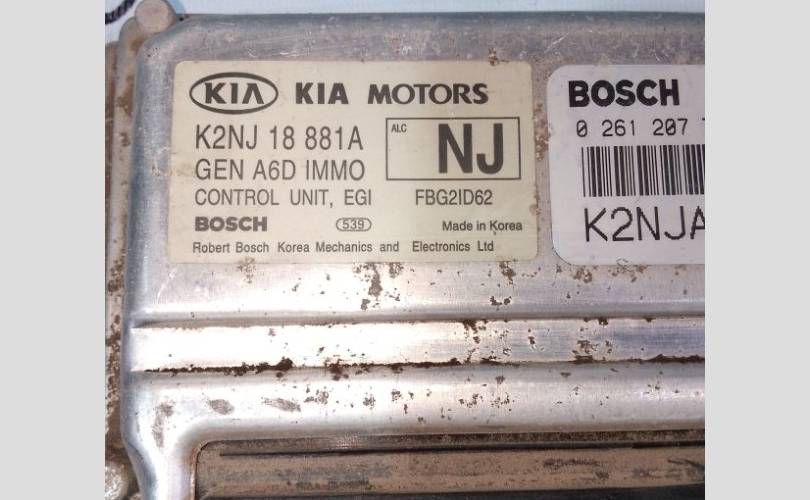 KIA KIA MOTORS
K2NJ 18 881A
GEN A6D IMMO
CONTROL UNIT, EGI
ALC
NJ
FBG2ID62
BOSCH 539 Made in Korea
Robert Bosch Korea Mechanics and Electronics Ltd
BOSCH
0 261 207
K2NJA